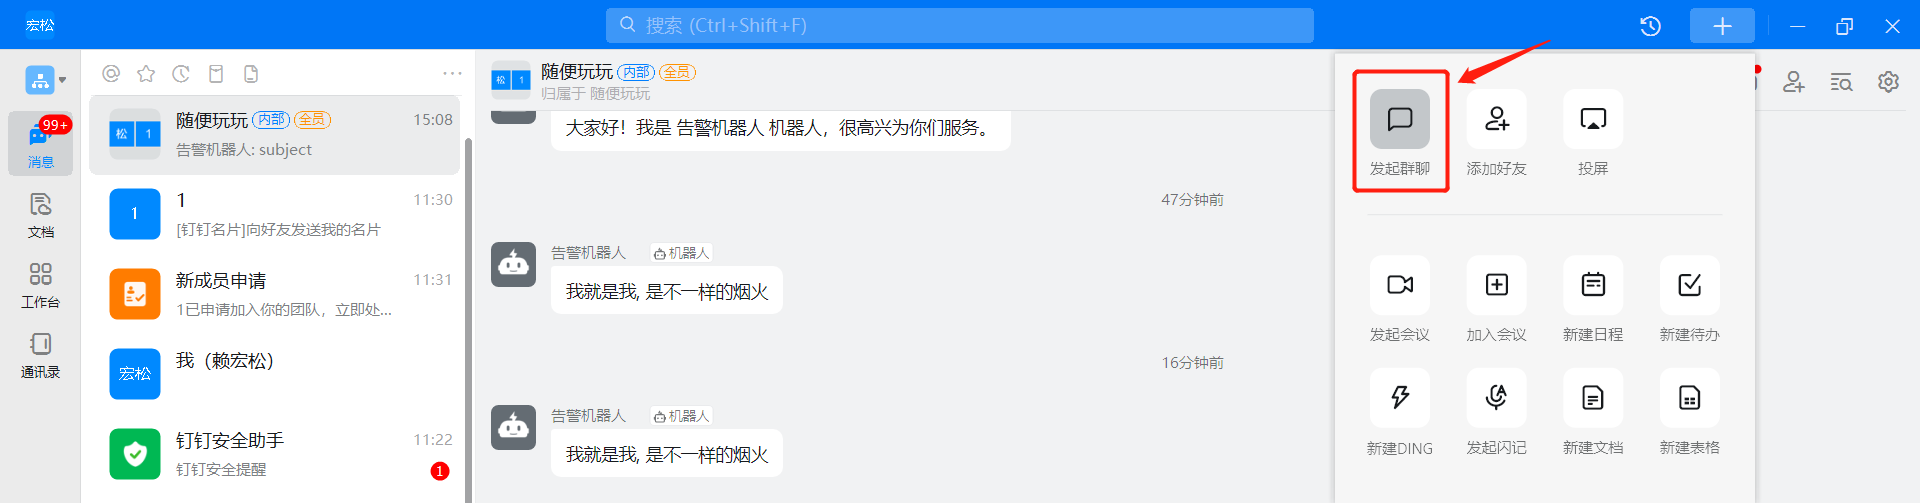 宏松
搜索 (Ctrl+Shift+F)
99+
消息
文档
工作台
通讯录
松 1
随便玩玩 内部 全员 15:08
告警机器人: subject
1
1 11:30
[钉钉名片]向好友发送我的名片
新成员申请 11:31
1已申请加入你的团队，立即处...
宏松
我（赖宏松）
钉钉安全助手 11:22
钉钉安全提醒 1
松 1
随便玩玩 内部 全员
归属于 随便玩玩
大家好！我是 告警机器人 机器人，很高兴为你们服务。
47分钟前
告警机器人 机器人
我就是我, 是不一样的烟火
16分钟前
告警机器人 机器人
我就是我, 是不一样的烟火
发起群聊 添加好友 投屏
发起会议 加入会议 新建日程 新建待办
新建DING 发起闪记 新建文档 新建表格